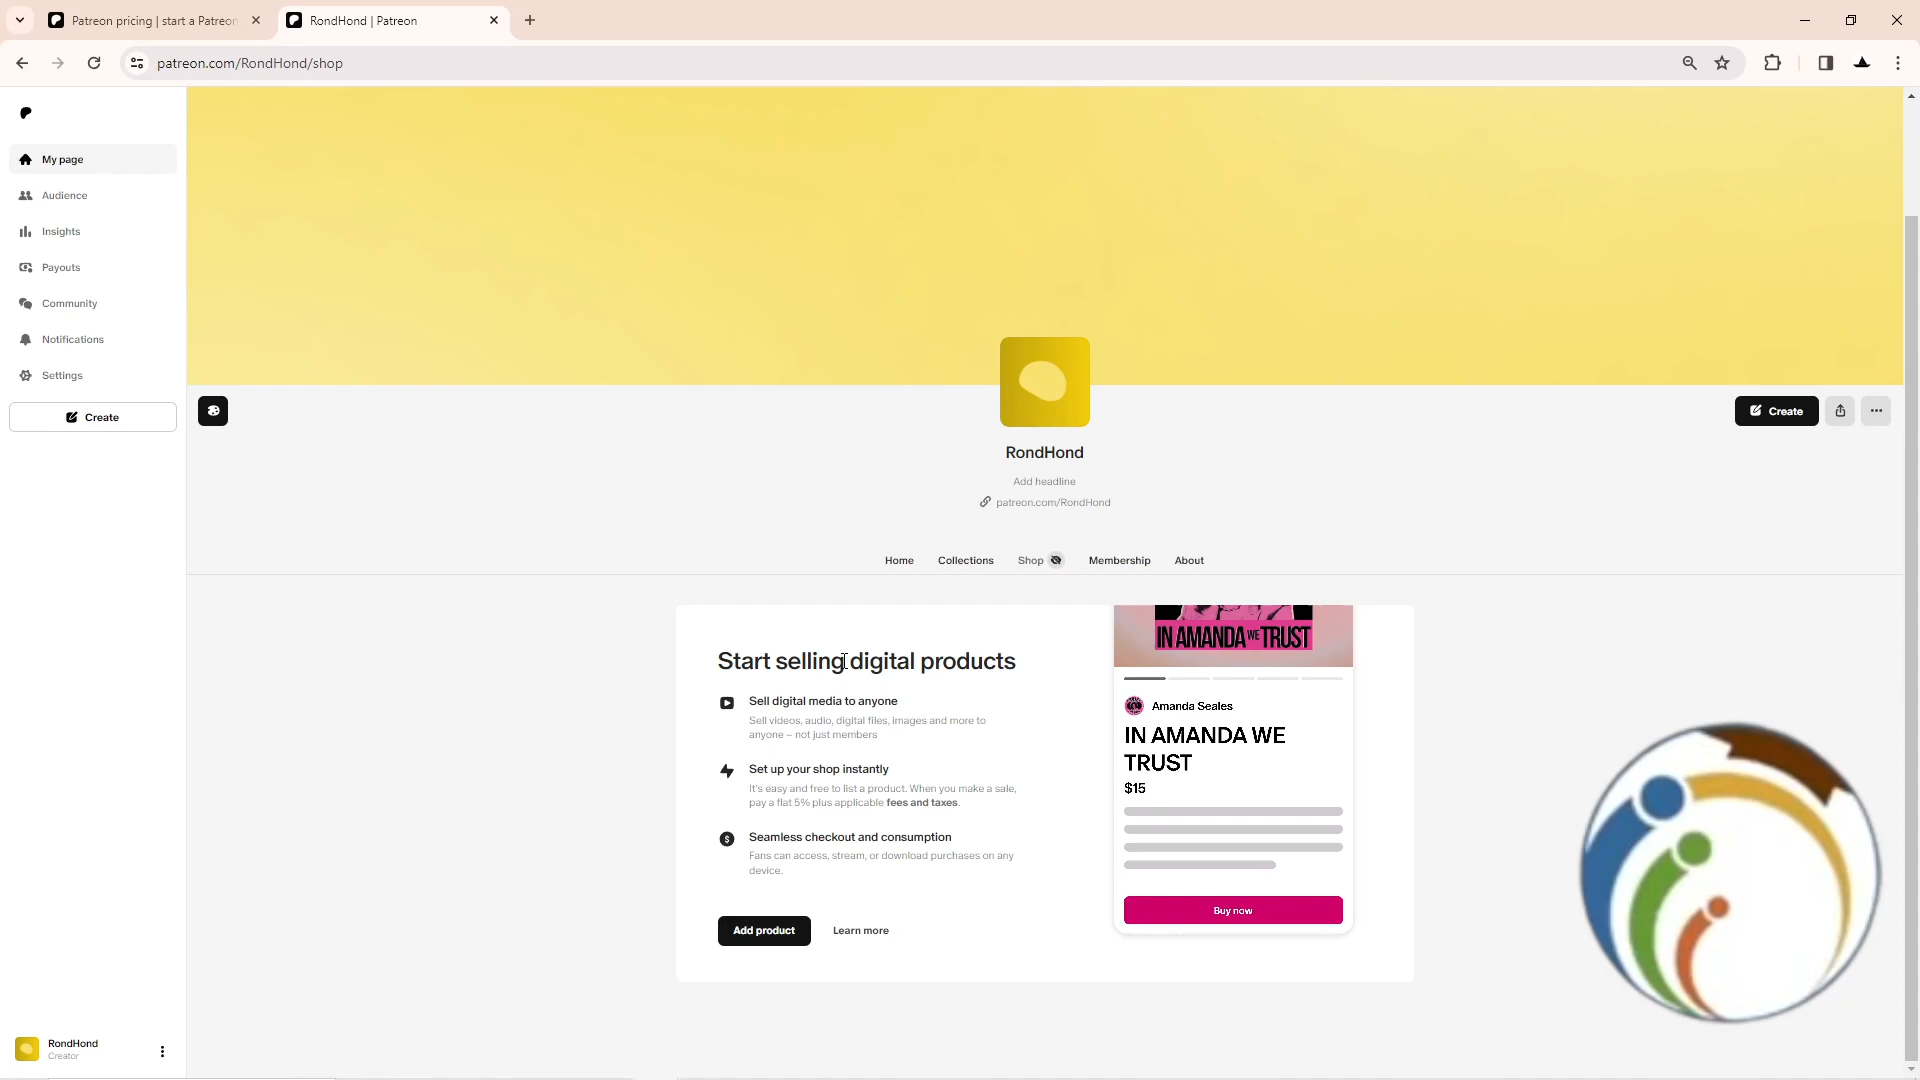 Patreon pricing | start a Patreon
RondHond | Patreon
patreon.com/RondHond/shop
My page
Audience
Insights
Payouts
Community
Notifications
Settings
Create
Create
RondHond
Add headline
patreon.com/RondHond
Home
Collections
Shop
Membership
About
Start selling digital products
Sell digital media to anyone
Sell videos, audio, digital files, images and more to
anyone – not just members
Set up your shop instantly
It's easy and free to list a product. When you make a sale,
pay a flat 5% plus applicable fees and taxes.
Seamless checkout and consumption
Fans can access, stream, or download purchases on any
device.
Add product
Learn more
IN AMANDA WE TRUST
Amanda Seales
IN AMANDA WE
TRUST
$15
Buy now
RondHond
Creator